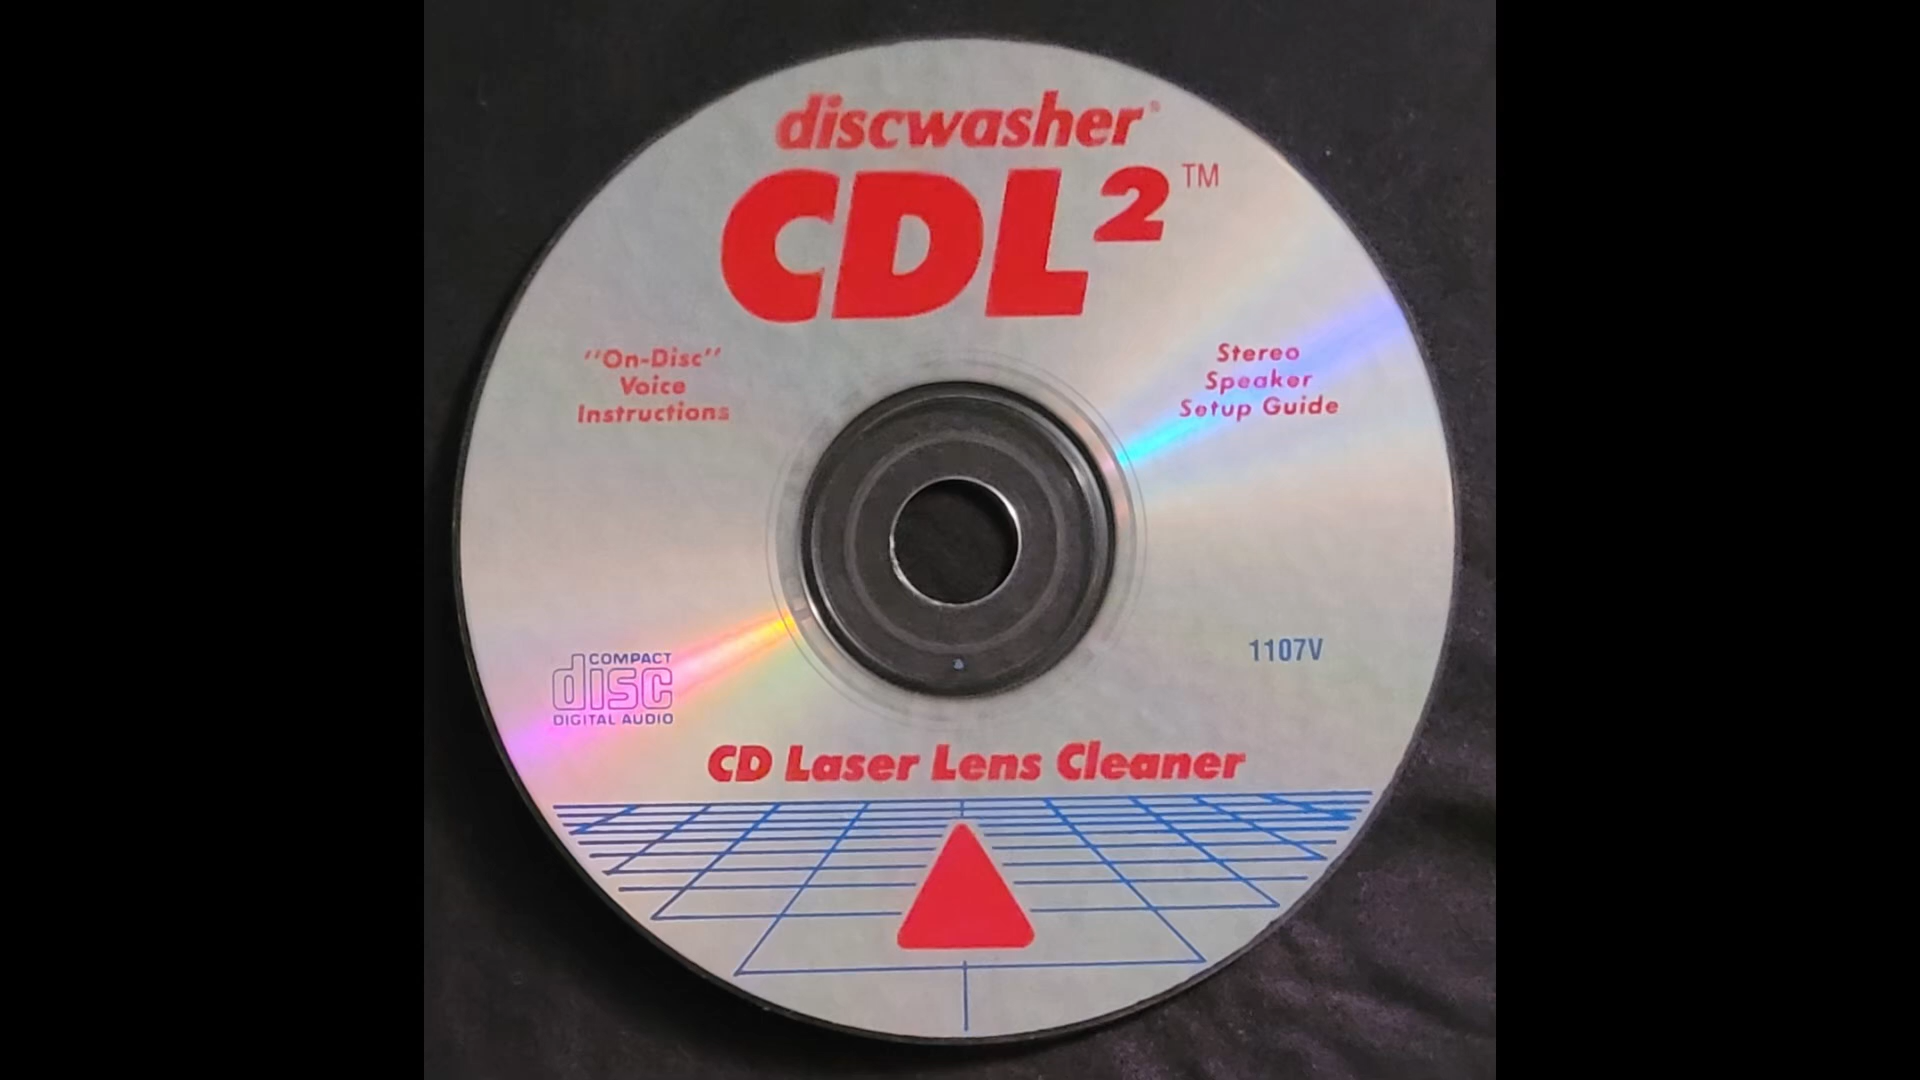 discwasher®
CDL²™
"On-Disc"
Voice
Instructions
Stereo
Speaker
Setup Guide
COMPACT
disc
DIGITAL AUDIO
1107V
CD Laser Lens Cleaner